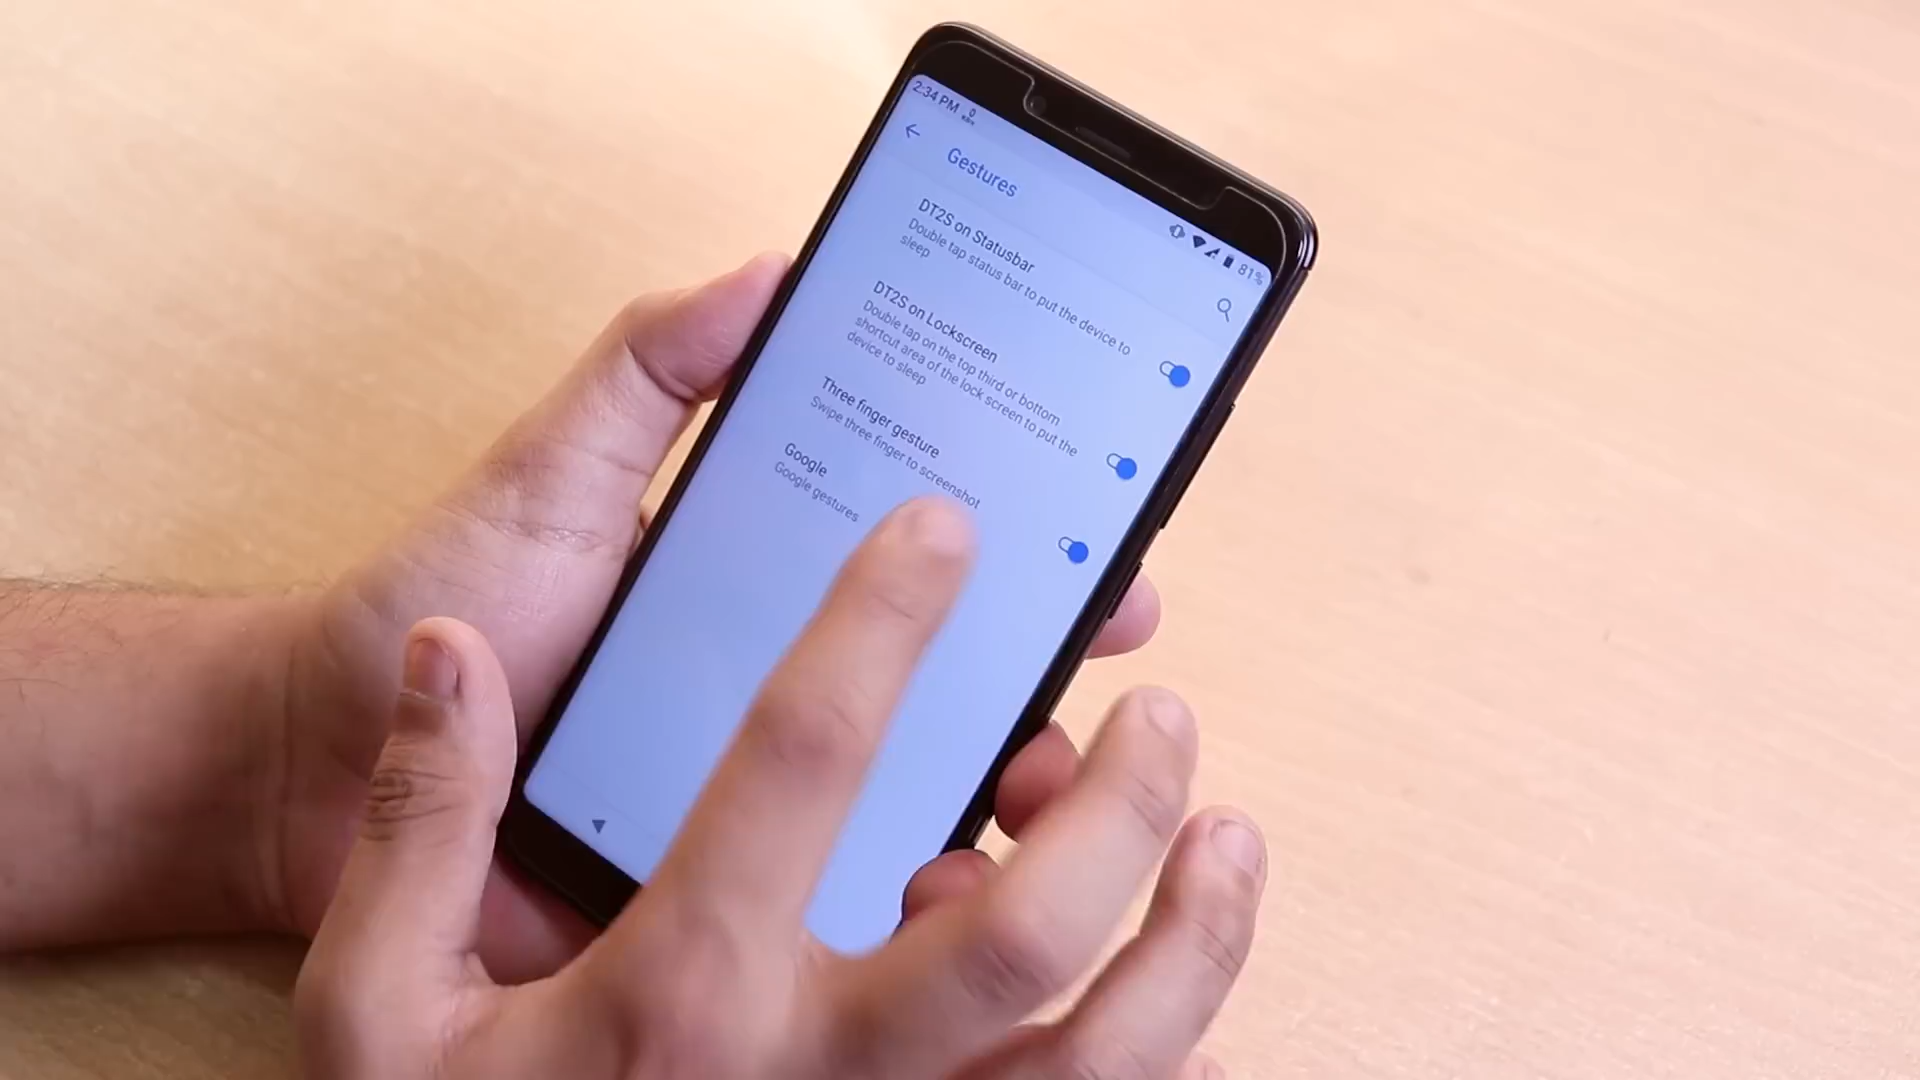 2:34 PM
81%
Gestures
DT2S on Statusbar
Double tap status bar to put the device to
sleep
DT2S on Lockscreen
Double tap on the top third or bottom
shortcut area of the lock screen to put the
device to sleep
Three finger gesture
Swipe three finger to screenshot
Google
Google gestures